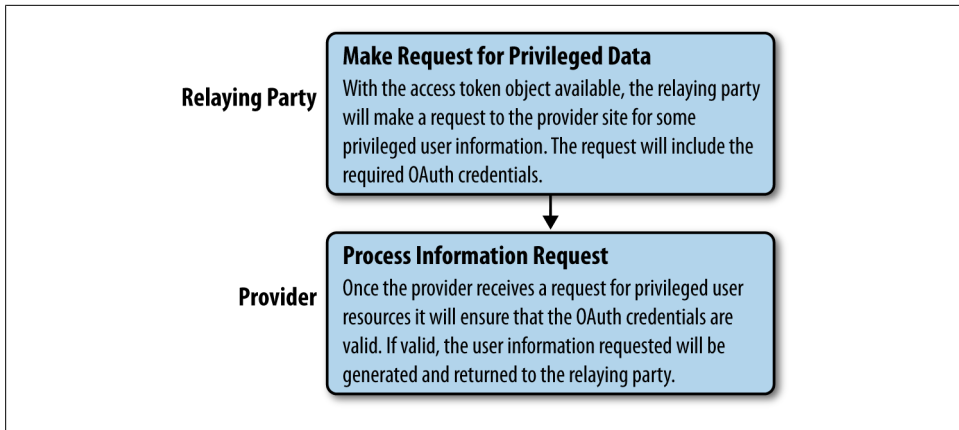 Relaying Party
Make Request for Privileged Data
With the access token object available, the relaying party
will make a request to the provider site for some
privileged user information. The request will include the
required OAuth credentials.
Provider
Process Information Request
Once the provider receives a request for privileged user
resources it will ensure that the OAuth credentials are
valid. If valid, the user information requested will be
generated and returned to the relaying party.